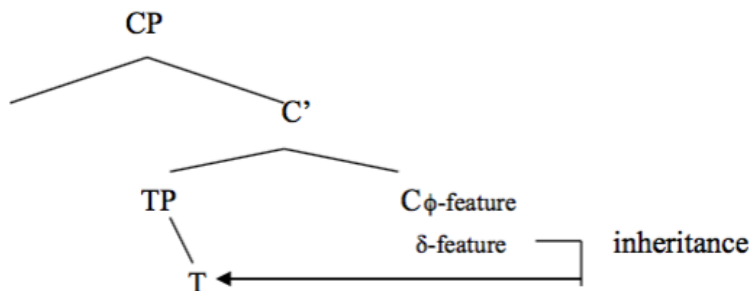 CP
C’
TP Cϕ-feature
δ-feature inheritance
T